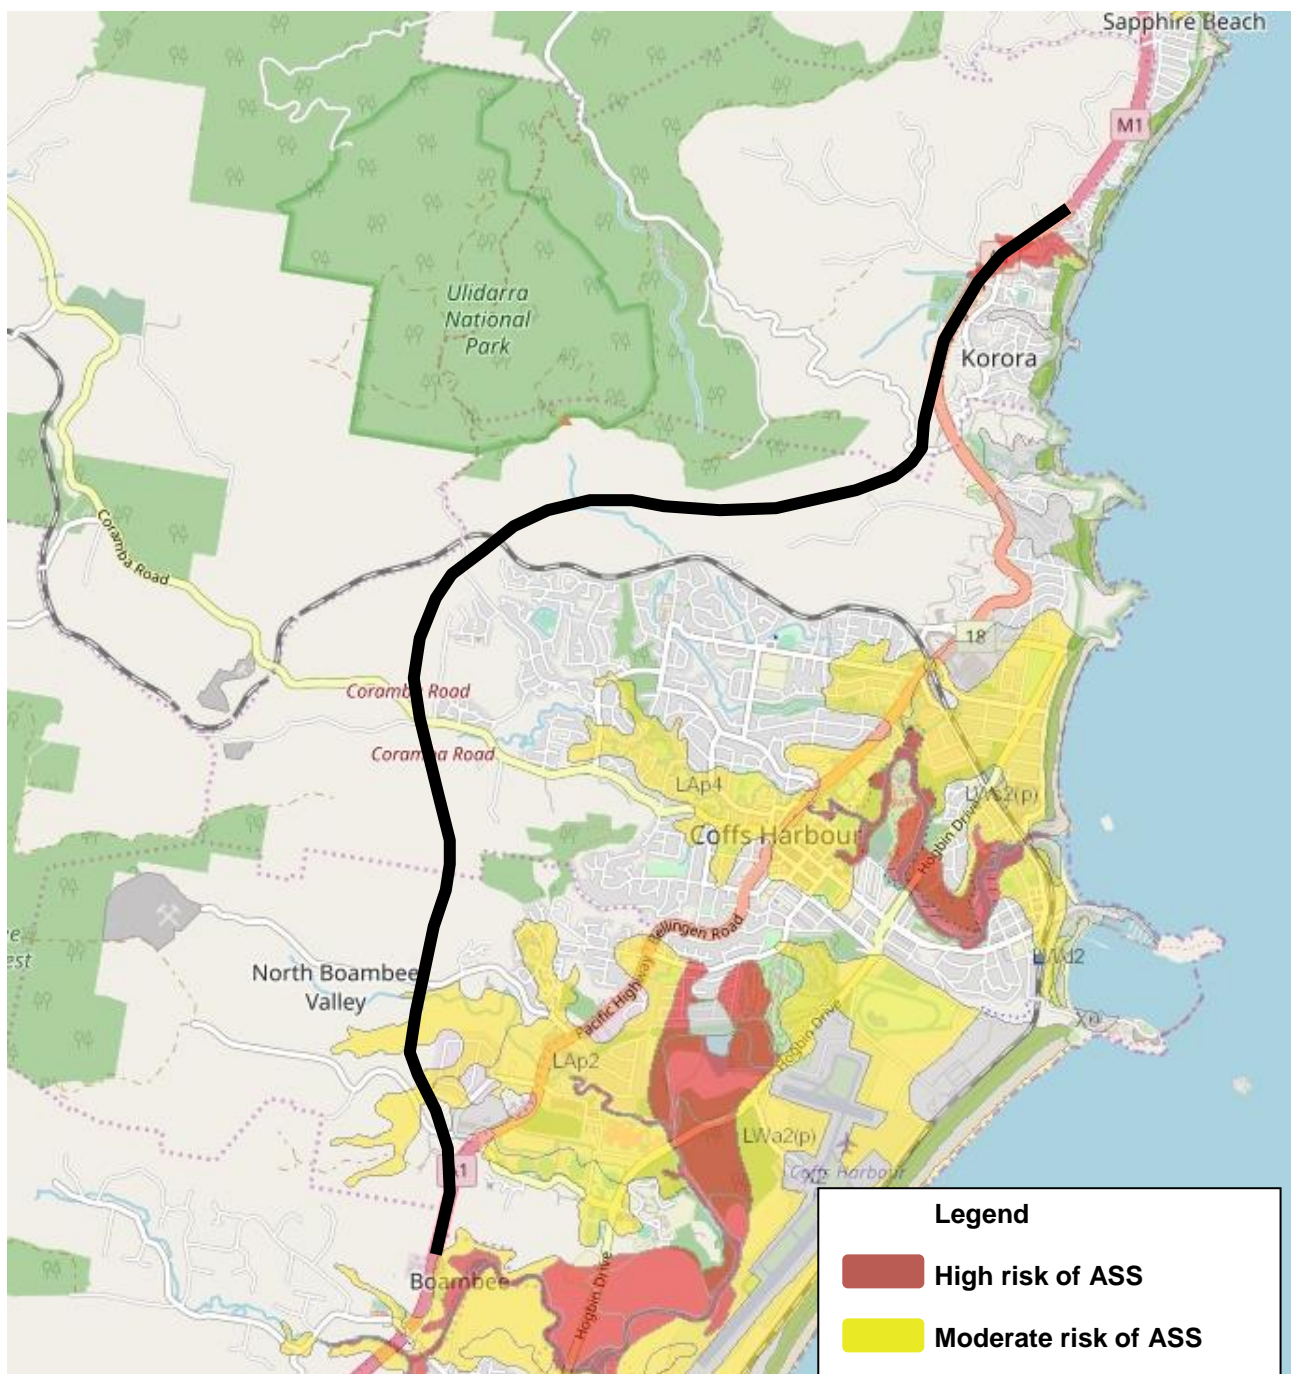 Sapphire Beach
M1
Ulidarra
National
Park
Korora
Coramba Road
18
Coramba Road
Coramba Road
LAp4
Coffs Harbour
Hogbin Drive
Bellingen Road
North Boambee
Valley
Pacific Highway
Hogbin Drive
LAp2
LWa2(p)
Coffs Harbour
Boambee
Hogbin Drive
Legend
High risk of ASS
Moderate risk of ASS